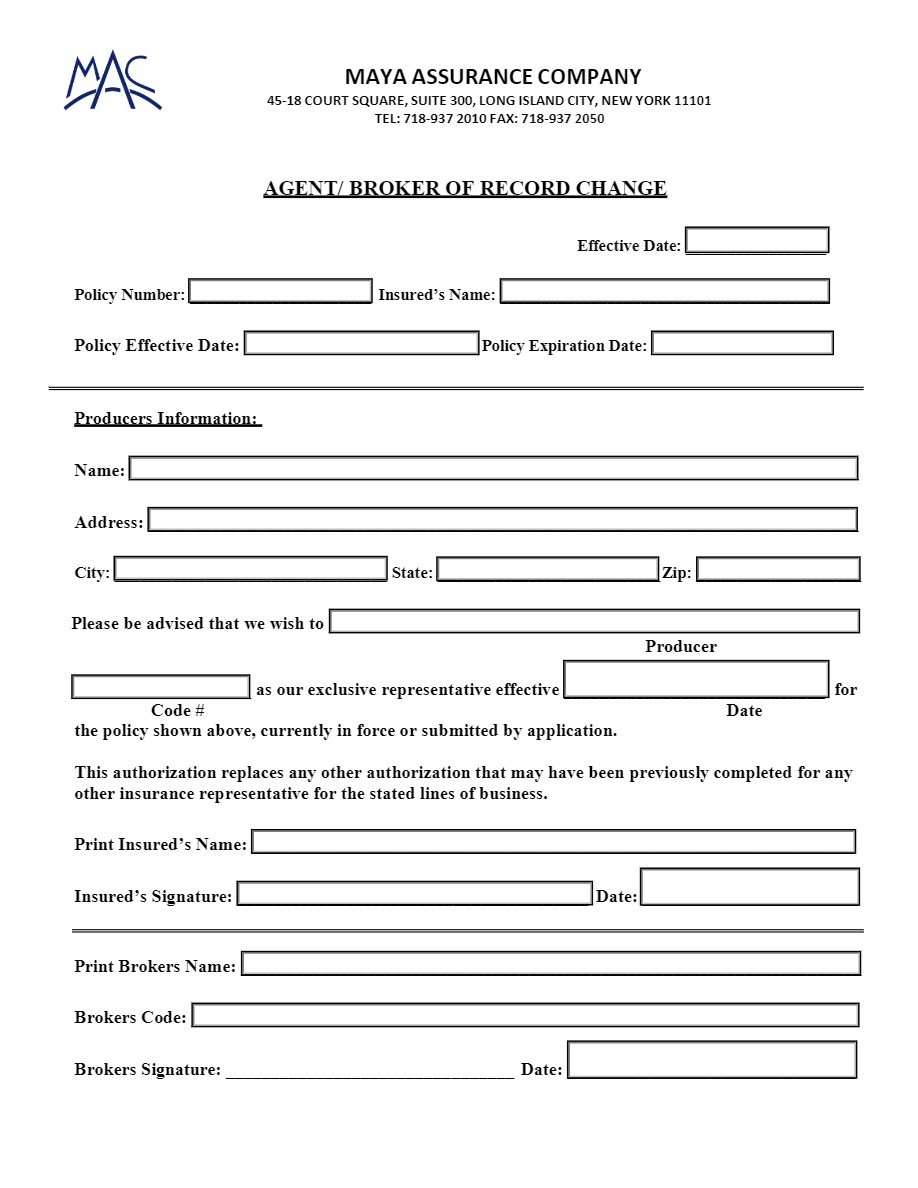 MAC
MAYA ASSURANCE COMPANY
45-18 COURT SQUARE, SUITE 300, LONG ISLAND CITY, NEW YORK 11101
TEL: 718-937 2010 FAX: 718-937 2050
AGENT/ BROKER OF RECORD CHANGE
Effective Date:
Policy Number: Insured’s Name:
Policy Effective Date: Policy Expiration Date:
Producers Information:
Name:
Address:
City: State: Zip:
Please be advised that we wish to
Producer
as our exclusive representative effective for
Code # Date
the policy shown above, currently in force or submitted by application.
This authorization replaces any other authorization that may have been previously completed for any
other insurance representative for the stated lines of business.
Print Insured’s Name:
Insured’s Signature: Date:
Print Brokers Name:
Brokers Code:
Brokers Signature: ________________________________ Date: